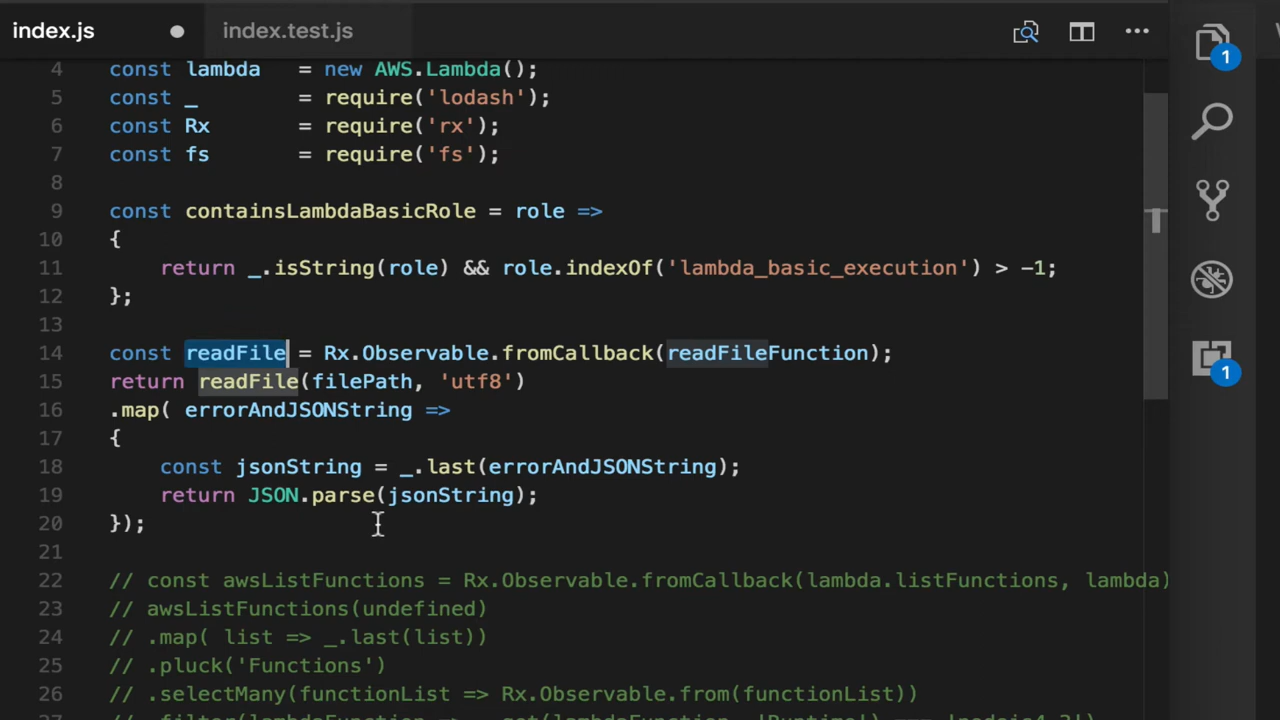 index.js
index.test.js
4 const lambda = new AWS.Lambda();
5 const _ = require('lodash');
6 const Rx = require('rx');
7 const fs = require('fs');
8
9 const containsLambdaBasicRole = role =>
10 {
11 return _.isString(role) && role.indexOf('lambda_basic_execution') > -1;
12 };
13
14 const readFile = Rx.Observable.fromCallback(readFileFunction);
15 return readFile(filePath, 'utf8')
16 .map( errorAndJSONString =>
17 {
18 const jsonString = _.last(errorAndJSONString);
19 return JSON.parse(jsonString);
20 });
21
22 // const awsListFunctions = Rx.Observable.fromCallback(lambda.listFunctions, lambda)
23 // awsListFunctions(undefined)
24 // .map( list => _.last(list))
25 // .pluck('Functions')
26 // .selectMany(functionList => Rx.Observable.from(functionList))
1
1